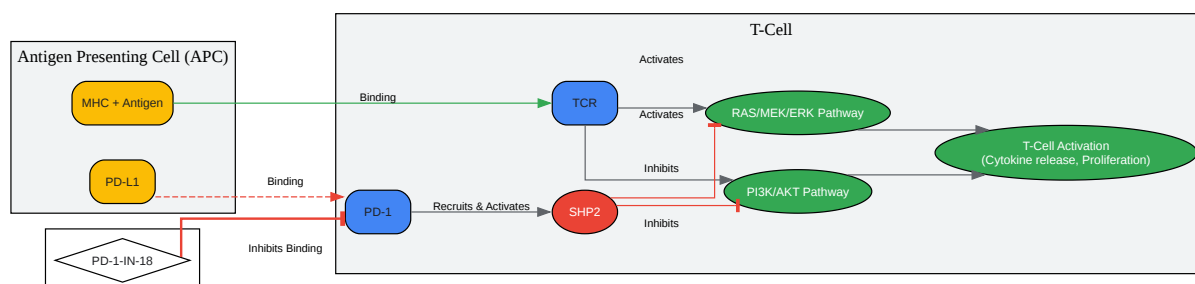 T-Cell
Antigen Presenting Cell (APC)
Activates
MHC + Antigen
Binding
TCR
Activates
RAS/MEK/ERK Pathway
T-Cell Activation
(Cytokine release, Proliferation)
PD-L1
Binding
Inhibits
PI3K/AKT Pathway
PD-1
Recruits & Activates
SHP2
Inhibits
Inhibits Binding
PD-1-IN-18